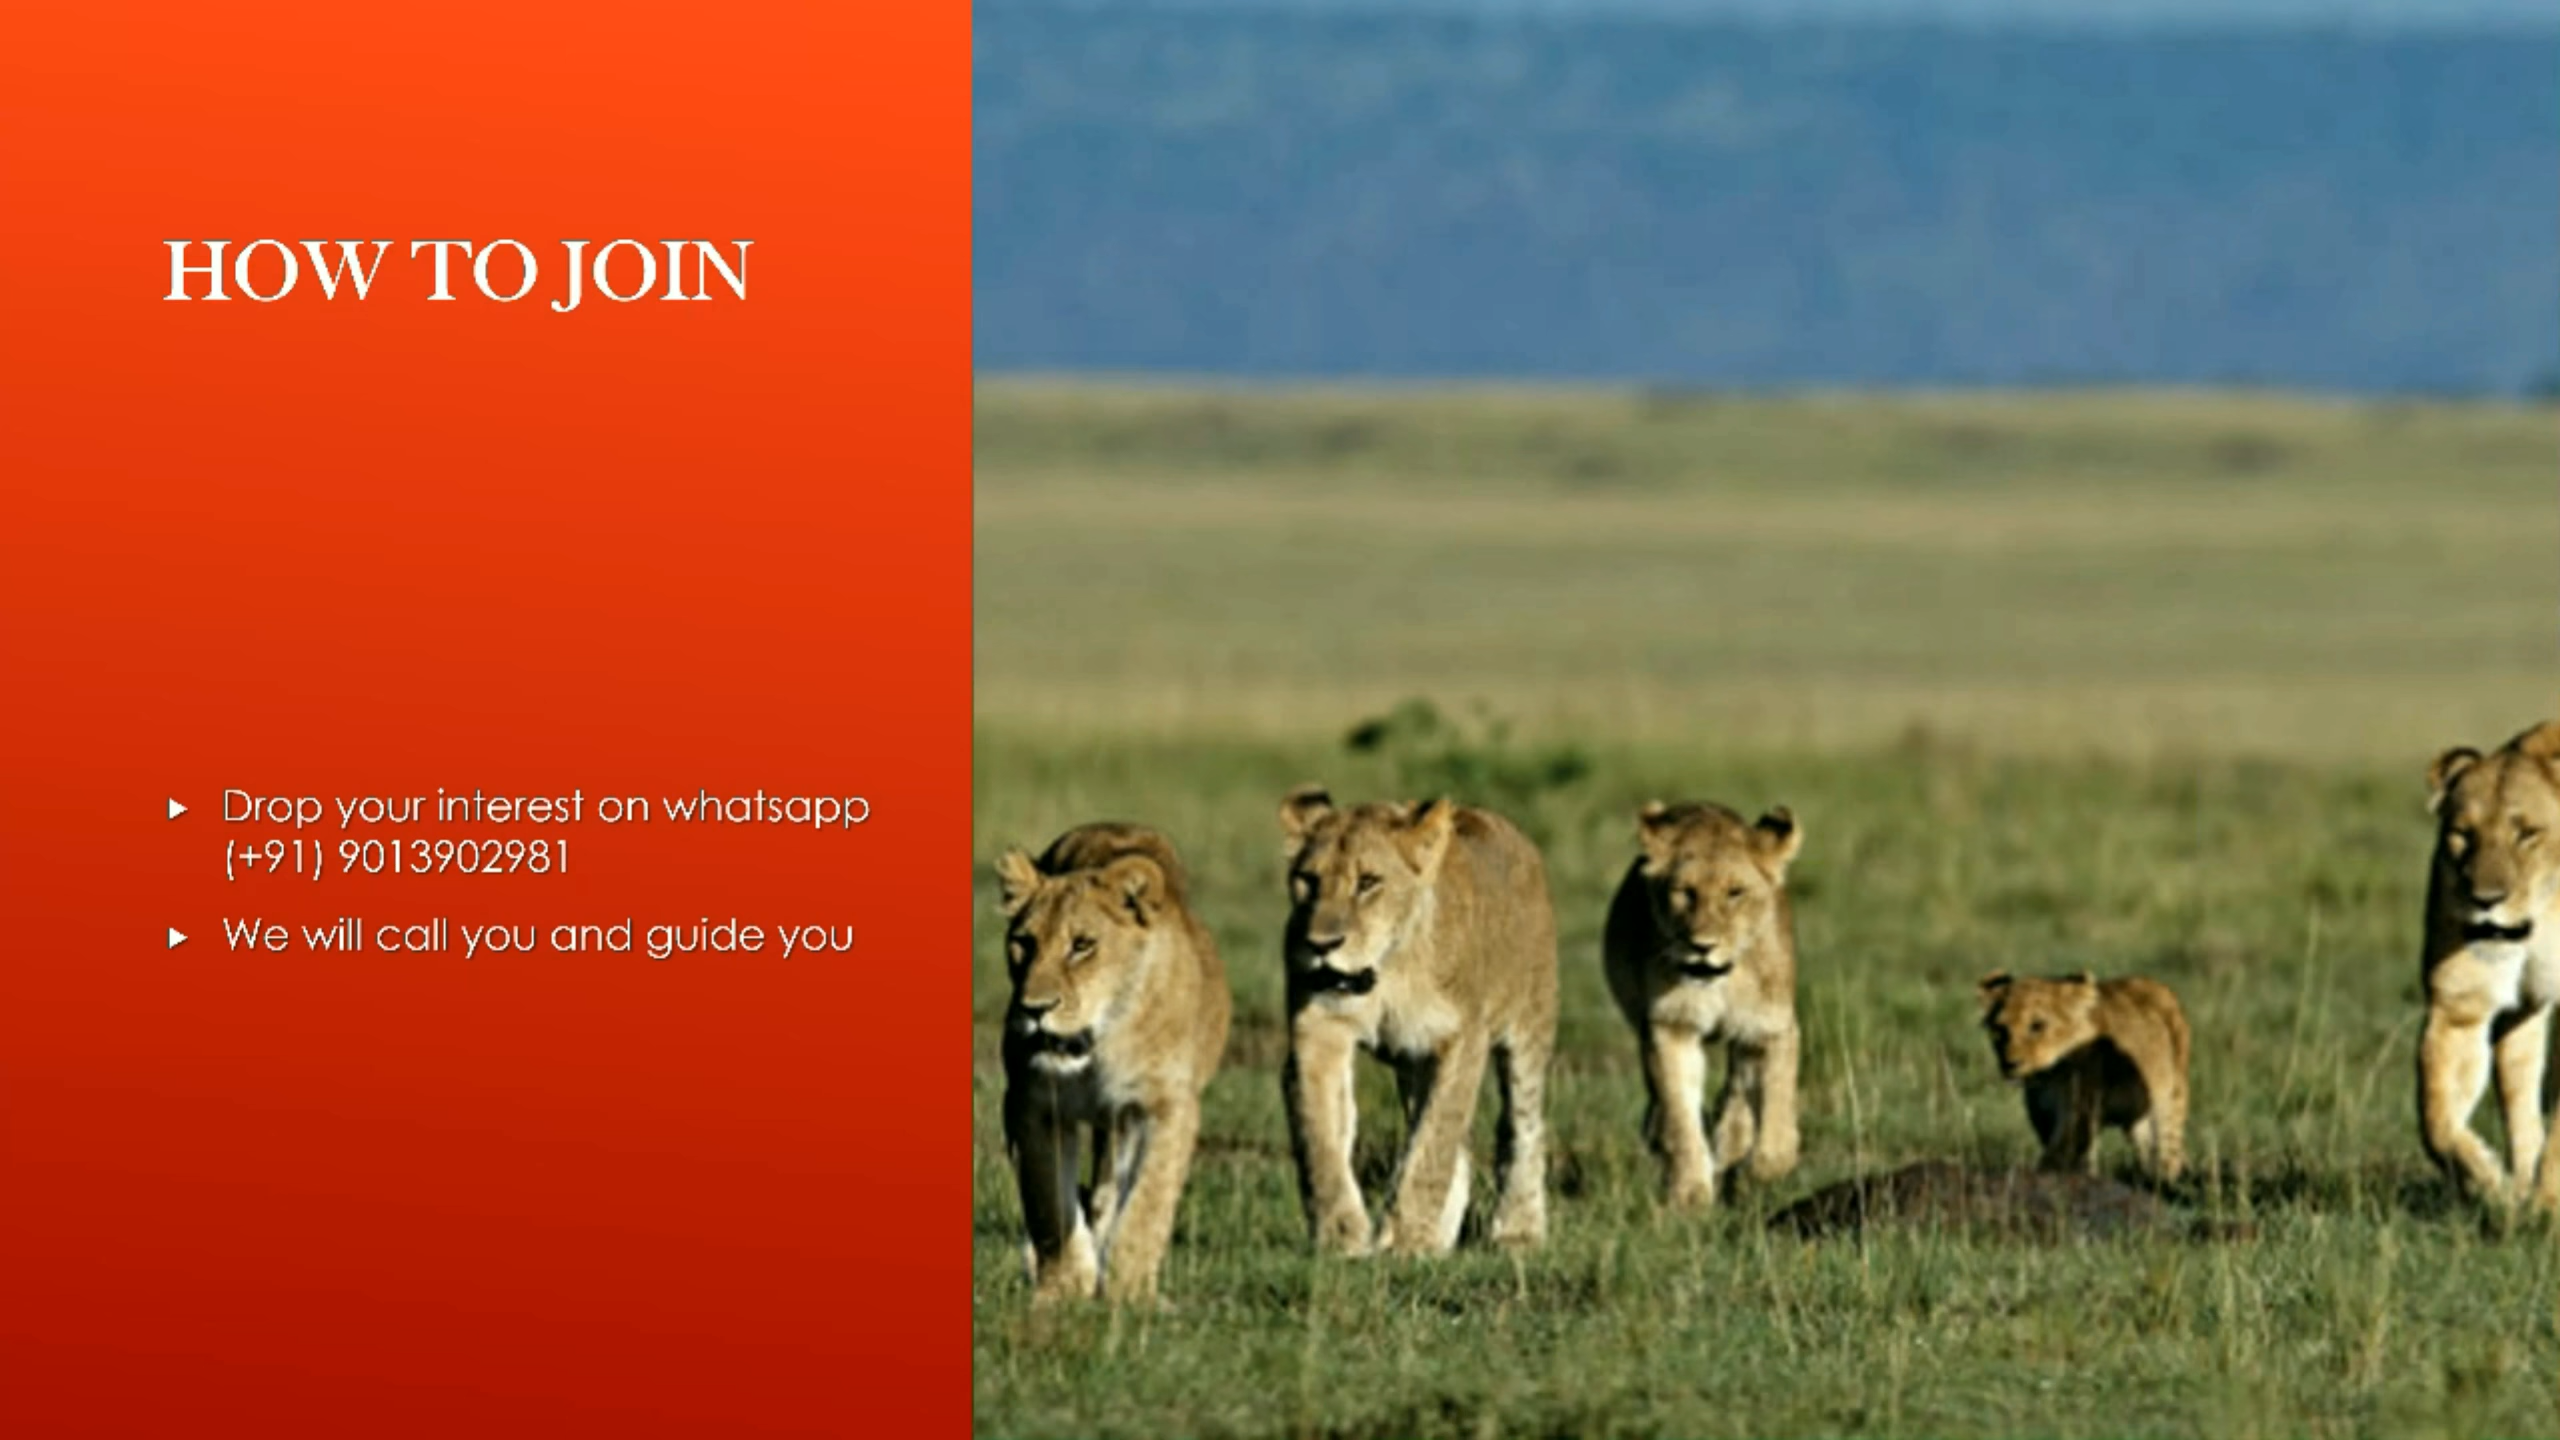 HOW TO JOIN
Drop your interest on whatsapp
(+91) 9013902981
We will call you and guide you